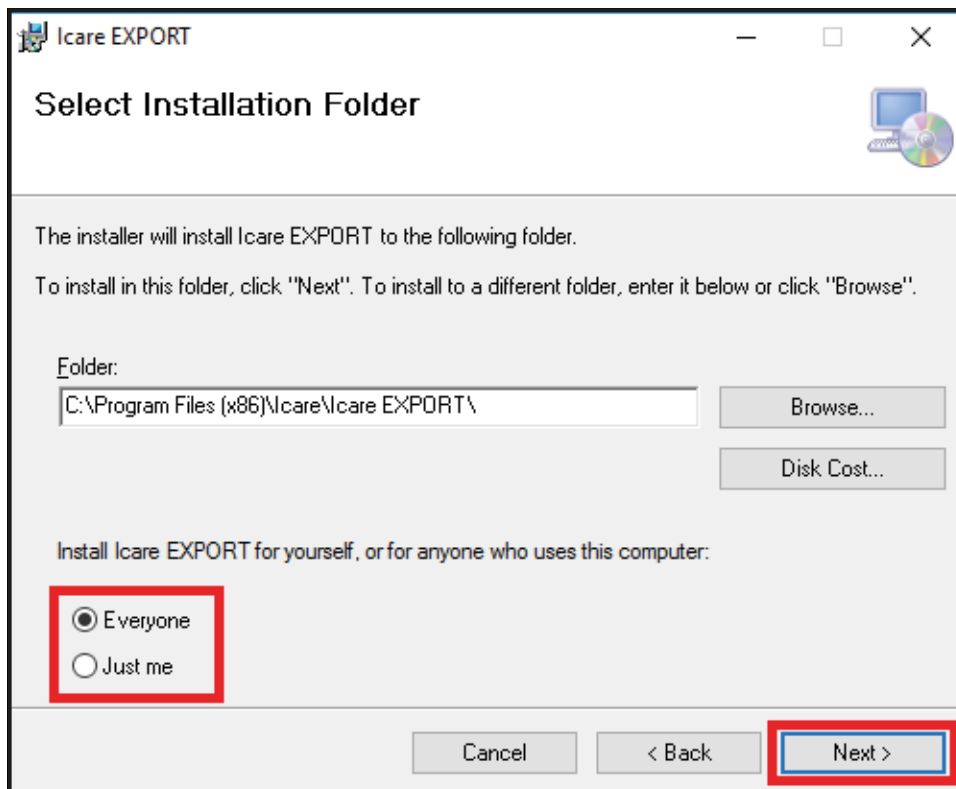 Icare EXPORT
Select Installation Folder
The installer will install Icare EXPORT to the following folder.
To install in this folder, click "Next". To install to a different folder, enter it below or click "Browse".
Folder:
C:\Program Files (x86)\Icare\Icare EXPORT\
Browse...
Disk Cost...
Install Icare EXPORT for yourself, or for anyone who uses this computer:
Everyone
Just me
Cancel
< Back
Next >